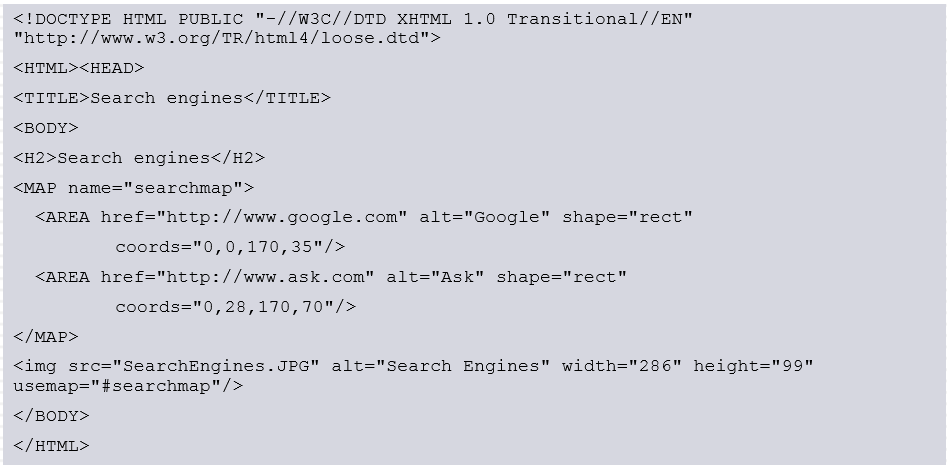 <!DOCTYPE HTML PUBLIC "-//W3C//DTD XHTML 1.0 Transitional//EN"
"http://www.w3.org/TR/html4/loose.dtd">
<HTML><HEAD>
<TITLE>Search engines</TITLE>
<BODY>
<H2>Search engines</H2>
<MAP name="searchmap">
<AREA href="http://www.google.com" alt="Google" shape="rect"
coords="0,0,170,35"/>
<AREA href="http://www.ask.com" alt="Ask" shape="rect"
coords="0,28,170,70"/>
</MAP>
<img src="SearchEngines.JPG" alt="Search Engines" width="286" height="99"
usemap="#searchmap"/>
</BODY>
</HTML>